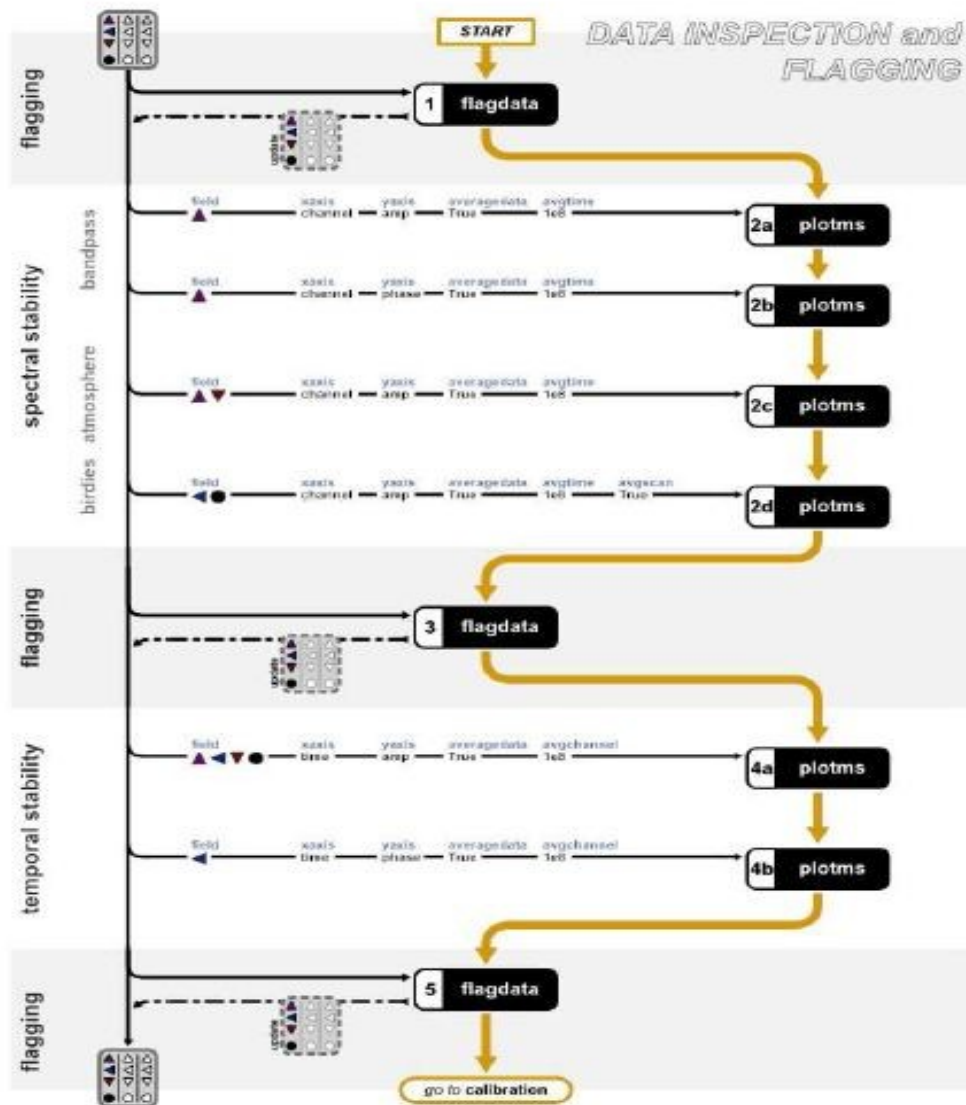 START
DATA INSPECTION and
FLAGGING
flagging
1 flagdata
update
spectral stability
bandpass
field xaxis yaxis averagedata avgtime
channel amp True 1e8
2a plotms
field xaxis yaxis averagedata avgtime
channel phase True 1e8
2b plotms
atmosphere
field xaxis yaxis averagedata avgtime
channel amp True 1e8
2c plotms
birdies
field xaxis yaxis averagedata avgtime avgscan
channel amp True 1e8 True
2d plotms
flagging
3 flagdata
update
temporal stability
field xaxis yaxis averagedata avgchannel
time amp True 1e8
4a plotms
field xaxis yaxis averagedata avgchannel
time phase True 1e8
4b plotms
flagging
5 flagdata
update
go to calibration